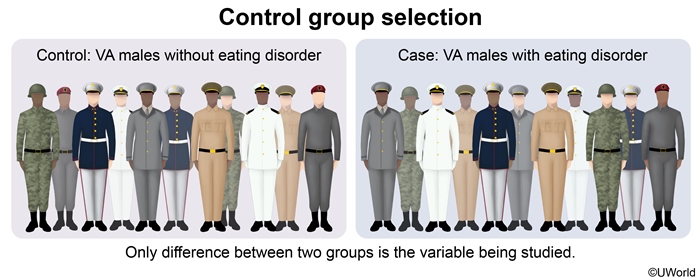 Control group selection
Control: VA males without eating disorder
Case: VA males with eating disorder
Only difference between two groups is the variable being studied.
©UWorld